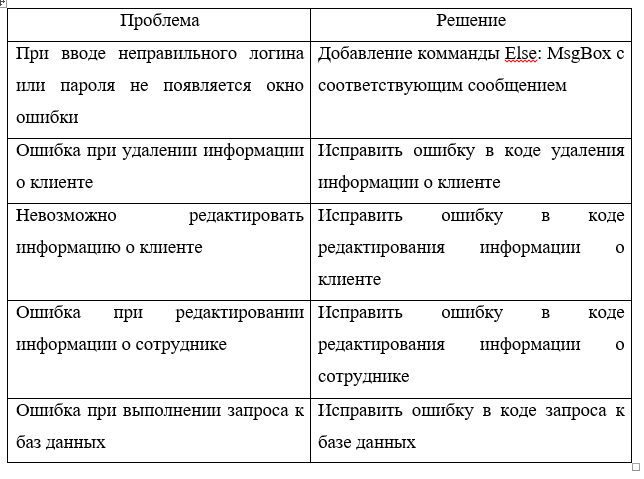 Проблема
Решение
При вводе неправильного логина
или пароля не появляется окно
ошибки
Добавление комманды Else: MsgBox с
соответствующим сообщением
Ошибка при удалении информации
о клиенте
Исправить ошибку в коде удаления
информации о клиенте
Невозможно редактировать
информацию о клиенте
Исправить ошибку в коде
редактирования информации о
клиенте
Ошибка при редактировании
информации о сотруднике
Исправить ошибку в коде
редактирования информации о
сотруднике
Ошибка при выполнении запроса к
баз данных
Исправить ошибку в коде запроса к
базе данных